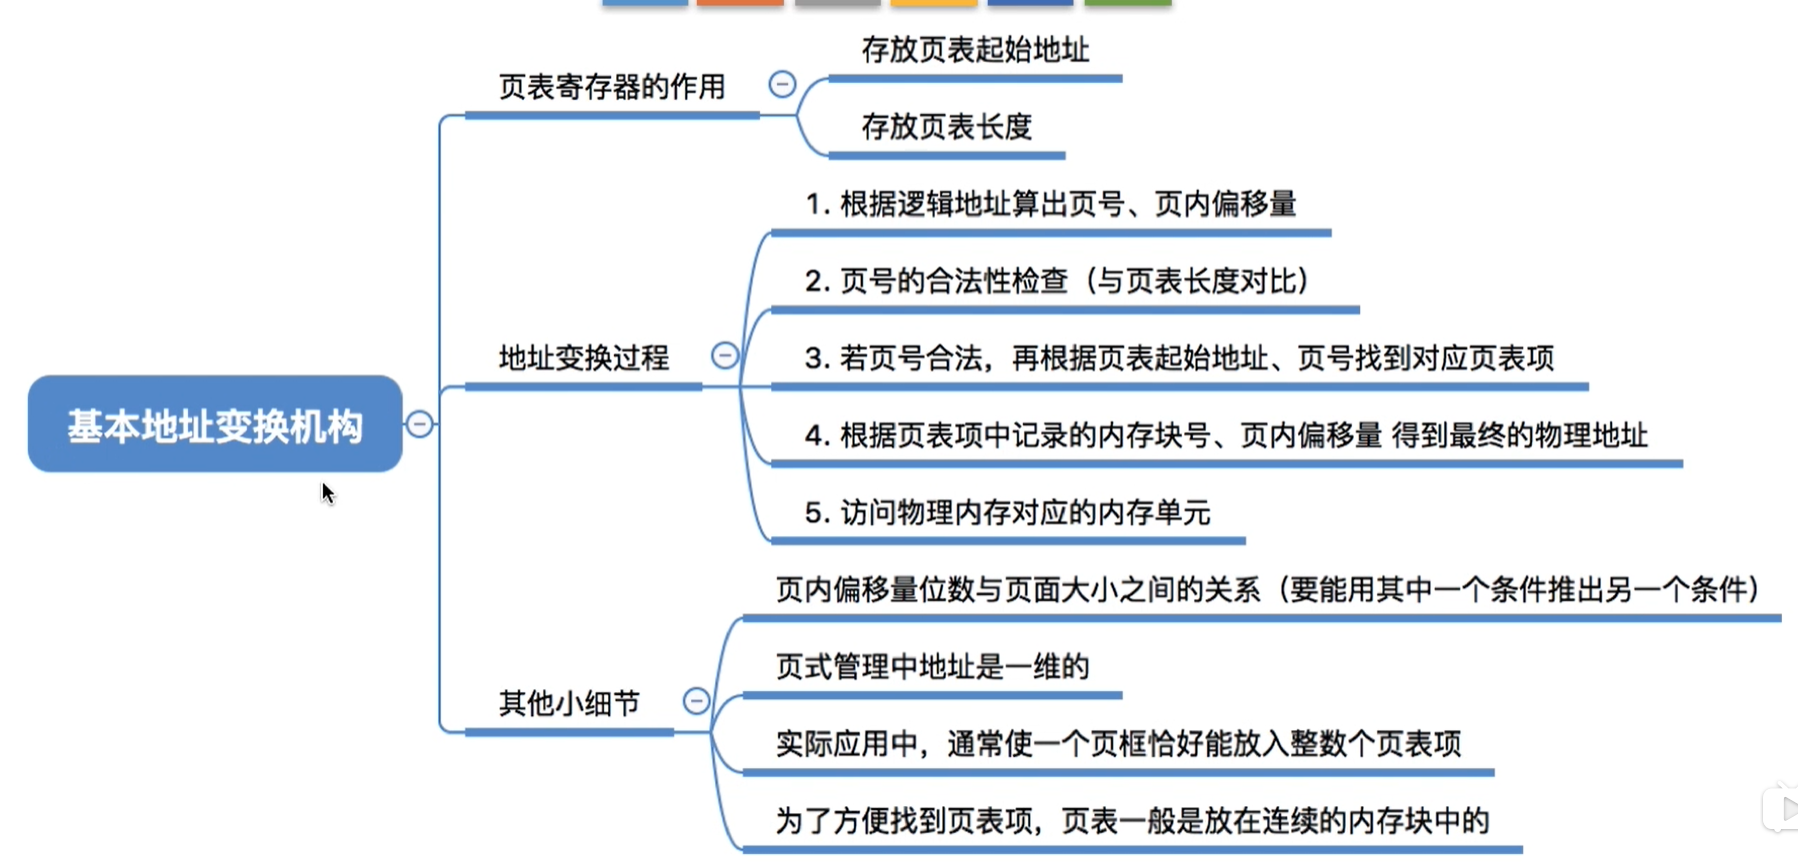 基本地址变换机构
页表寄存器的作用
存放页表起始地址
存放页表长度
地址变换过程
1. 根据逻辑地址算出页号、页内偏移量
2. 页号的合法性检查（与页表长度对比）
3. 若页号合法，再根据页表起始地址、页号找到对应页表项
4. 根据页表项中记录的内存块号、页内偏移量 得到最终的物理地址
5. 访问物理内存对应的内存单元
其他小细节
页内偏移量位数与页面大小之间的关系（要能用其中一个条件推出另一个条件）
页式管理中地址是一维的
实际应用中，通常使一个页框恰好能放入整数个页表项
为了方便找到页表项，页表一般是放在连续的内存块中的